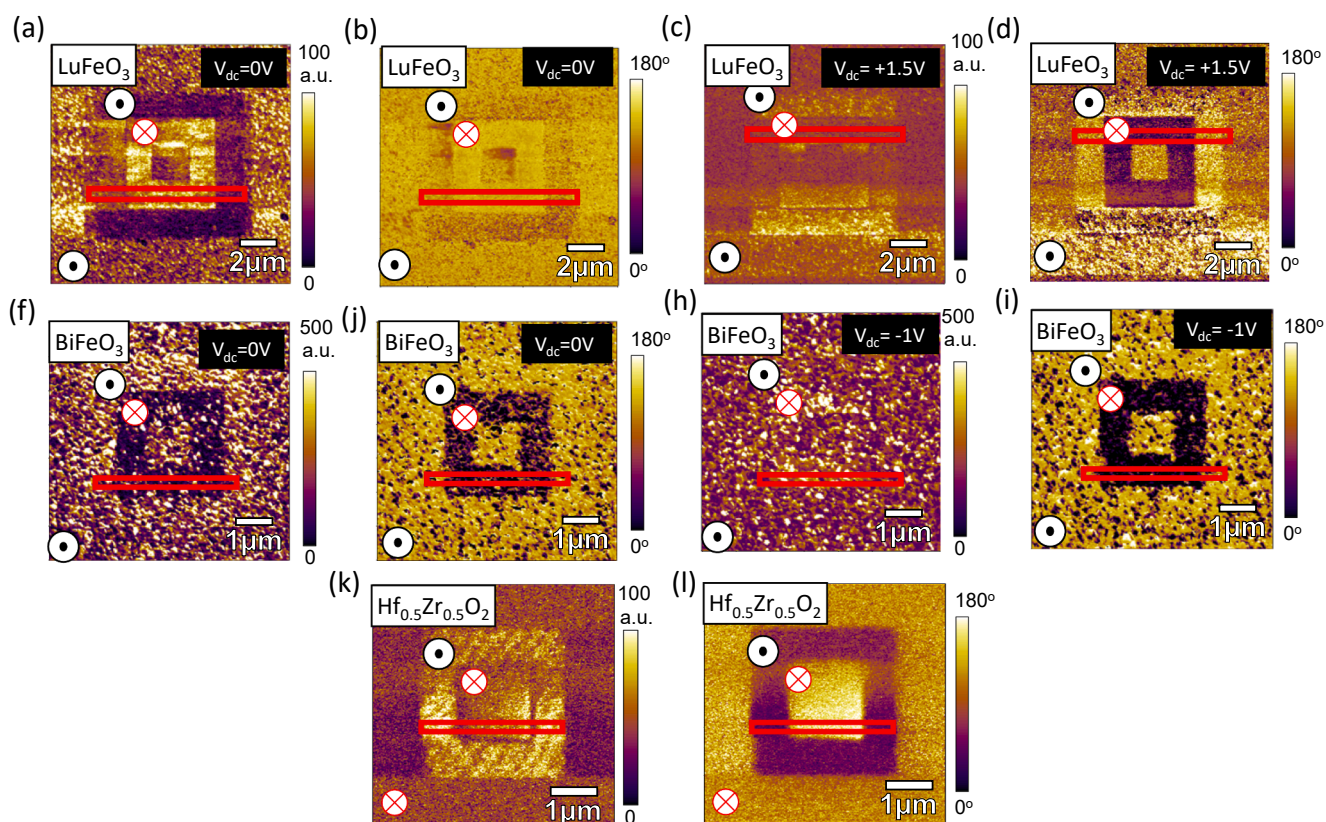 (a)
LuFeO3
Vdc=0V
100
a.u.
0
2μm
(b)
LuFeO3
Vdc=0V
180°
0°
2μm
(c)
LuFeO3
Vdc= +1.5V
100
a.u.
0
2μm
(d)
LuFeO3
Vdc= +1.5V
180°
0°
2μm
(f)
BiFeO3
Vdc=0V
500
a.u.
0
1μm
(j)
BiFeO3
Vdc=0V
180°
0°
1μm
(h)
BiFeO3
Vdc= -1V
500
a.u.
0
1μm
(i)
BiFeO3
Vdc= -1V
180°
0°
1μm
(k)
Hf0.5Zr0.5O2
100
a.u.
0
1μm
(l)
Hf0.5Zr0.5O2
180°
0°
1μm